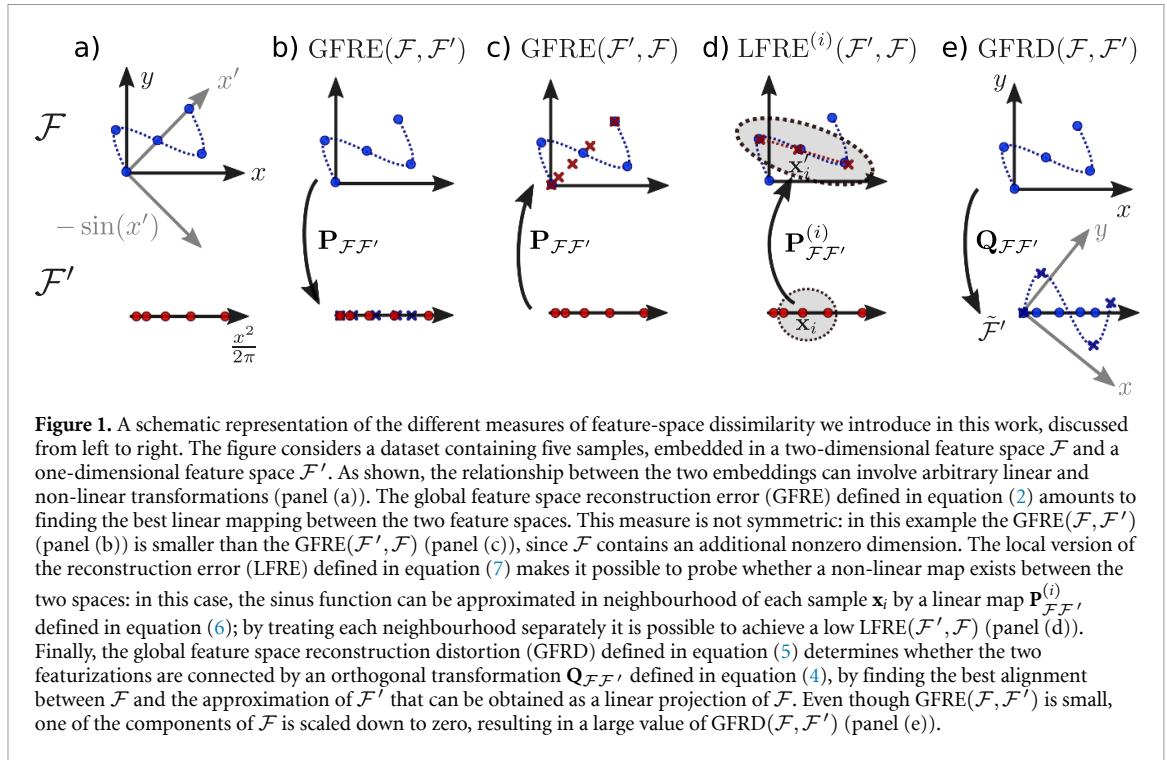 a) b) GFRE(ℱ, ℱ′) c) GFRE(ℱ′, ℱ) d) LFRE⁽ⁱ⁾(ℱ′, ℱ) e) GFRD(ℱ, ℱ′)
y x′ y
ℱ
x x′ᵢ x
− sin(x′)
P_ℱℱ′ P_ℱℱ′ P⁽ⁱ⁾_ℱℱ′ Q_ℱℱ′ y
ℱ′
xᵢ ℱ̃′
x²/2π x
Figure 1. A schematic representation of the different measures of feature-space dissimilarity we introduce in this work, discussed
from left to right. The figure considers a dataset containing five samples, embedded in a two-dimensional feature space ℱ and a
one-dimensional feature space ℱ′. As shown, the relationship between the two embeddings can involve arbitrary linear and
non-linear transformations (panel (a)). The global feature space reconstruction error (GFRE) defined in equation (2) amounts to
finding the best linear mapping between the two feature spaces. This measure is not symmetric: in this example the GFRE(ℱ, ℱ′)
(panel (b)) is smaller than the GFRE(ℱ′, ℱ) (panel (c)), since ℱ contains an additional nonzero dimension. The local version of
the reconstruction error (LFRE) defined in equation (7) makes it possible to probe whether a non-linear map exists between the
two spaces: in this case, the sinus function can be approximated in neighbourhood of each sample xᵢ by a linear map P⁽ⁱ⁾_ℱℱ′
defined in equation (6); by treating each neighbourhood separately it is possible to achieve a low LFRE(ℱ′, ℱ) (panel (d)).
Finally, the global feature space reconstruction distortion (GFRD) defined in equation (5) determines whether the two
featurizations are connected by an orthogonal transformation Q_ℱℱ′ defined in equation (4), by finding the best alignment
between ℱ and the approximation of ℱ′ that can be obtained as a linear projection of ℱ. Even though GFRE(ℱ, ℱ′) is small,
one of the components of ℱ is scaled down to zero, resulting in a large value of GFRD(ℱ, ℱ′) (panel (e)).